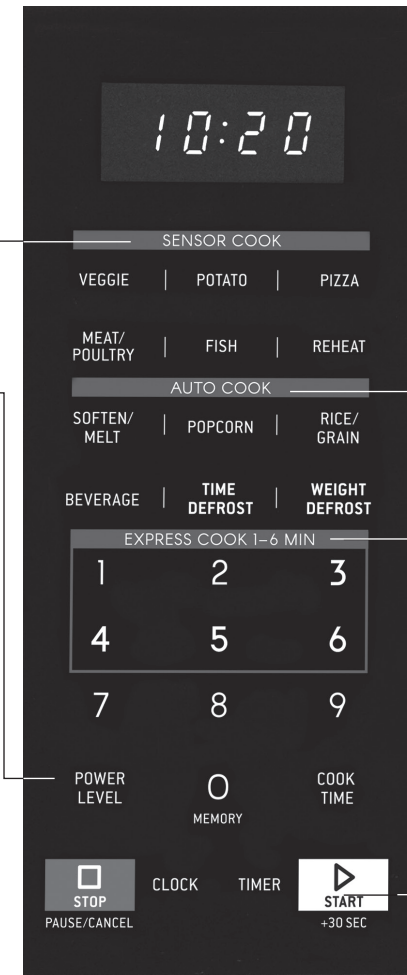 10:20
SENSOR COOK
VEGGIE | POTATO | PIZZA
MEAT/
POULTRY | FISH | REHEAT
AUTO COOK
SOFTEN/
MELT | POPCORN | RICE/
GRAIN
BEVERAGE | TIME
DEFROST | WEIGHT
DEFROST
EXPRESS COOK 1–6 MIN
1 2 3
4 5 6
7 8 9
POWER
LEVEL
0
MEMORY
COOK
TIME
STOP
PAUSE/CANCEL
CLOCK
TIMER
START
+30 SEC